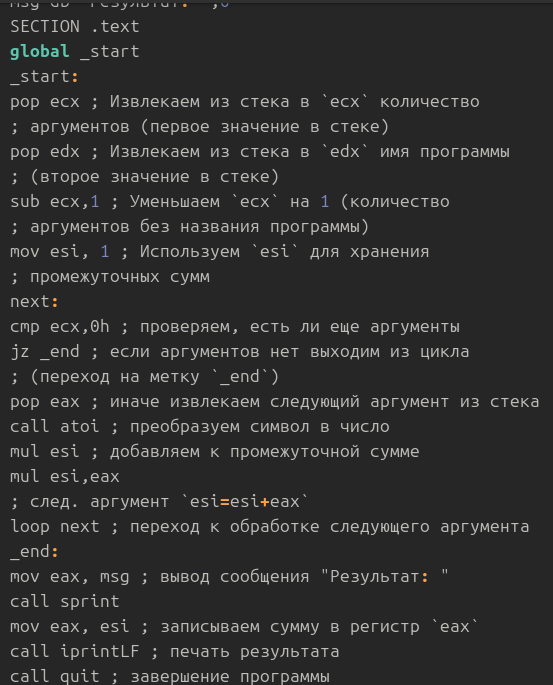 msg db "Результат: ",0
SECTION .text
global _start
_start:
pop ecx ; Извлекаем из стека в `ecx` количество
; аргументов (первое значение в стеке)
pop edx ; Извлекаем из стека в `edx` имя программы
; (второе значение в стеке)
sub ecx,1 ; Уменьшаем `ecx` на 1 (количество
; аргументов без названия программы)
mov esi, 1 ; Используем `esi` для хранения
; промежуточных сумм
next:
cmp ecx,0h ; проверяем, есть ли еще аргументы
jz _end ; если аргументов нет выходим из цикла
; (переход на метку `_end`)
pop eax ; иначе извлекаем следующий аргумент из стека
call atoi ; преобразуем символ в число
mul esi ; добавляем к промежуточной сумме
mul esi,eax
; след. аргумент `esi=esi+eax`
loop next ; переход к обработке следующего аргумента
_end:
mov eax, msg ; вывод сообщения "Результат: "
call sprint
mov eax, esi ; записываем сумму в регистр `eax`
call iprintLF ; печать результата
call quit ; завершение программы